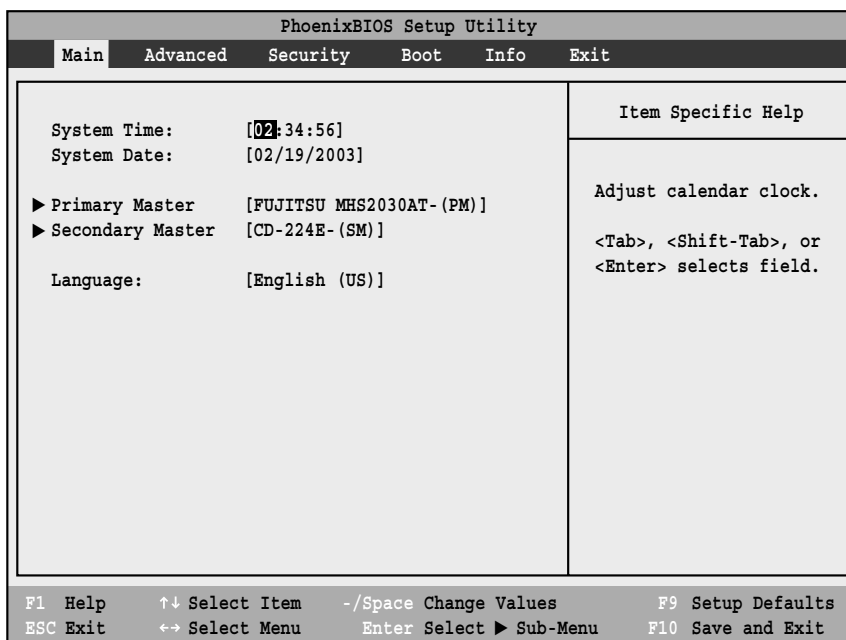 PhoenixBIOS Setup Utility
Main Advanced Security Boot Info Exit
System Time: [02:34:56]
System Date: [02/19/2003]
▶ Primary Master [FUJITSU MHS2030AT-(PM)]
▶ Secondary Master [CD-224E-(SM)]
Language: [English (US)]
Item Specific Help
Adjust calendar clock.
<Tab>, <Shift-Tab>, or
<Enter> selects field.
F1 Help ↑↓ Select Item -/Space Change Values F9 Setup Defaults
ESC Exit ←→ Select Menu Enter Select ▶ Sub-Menu F10 Save and Exit